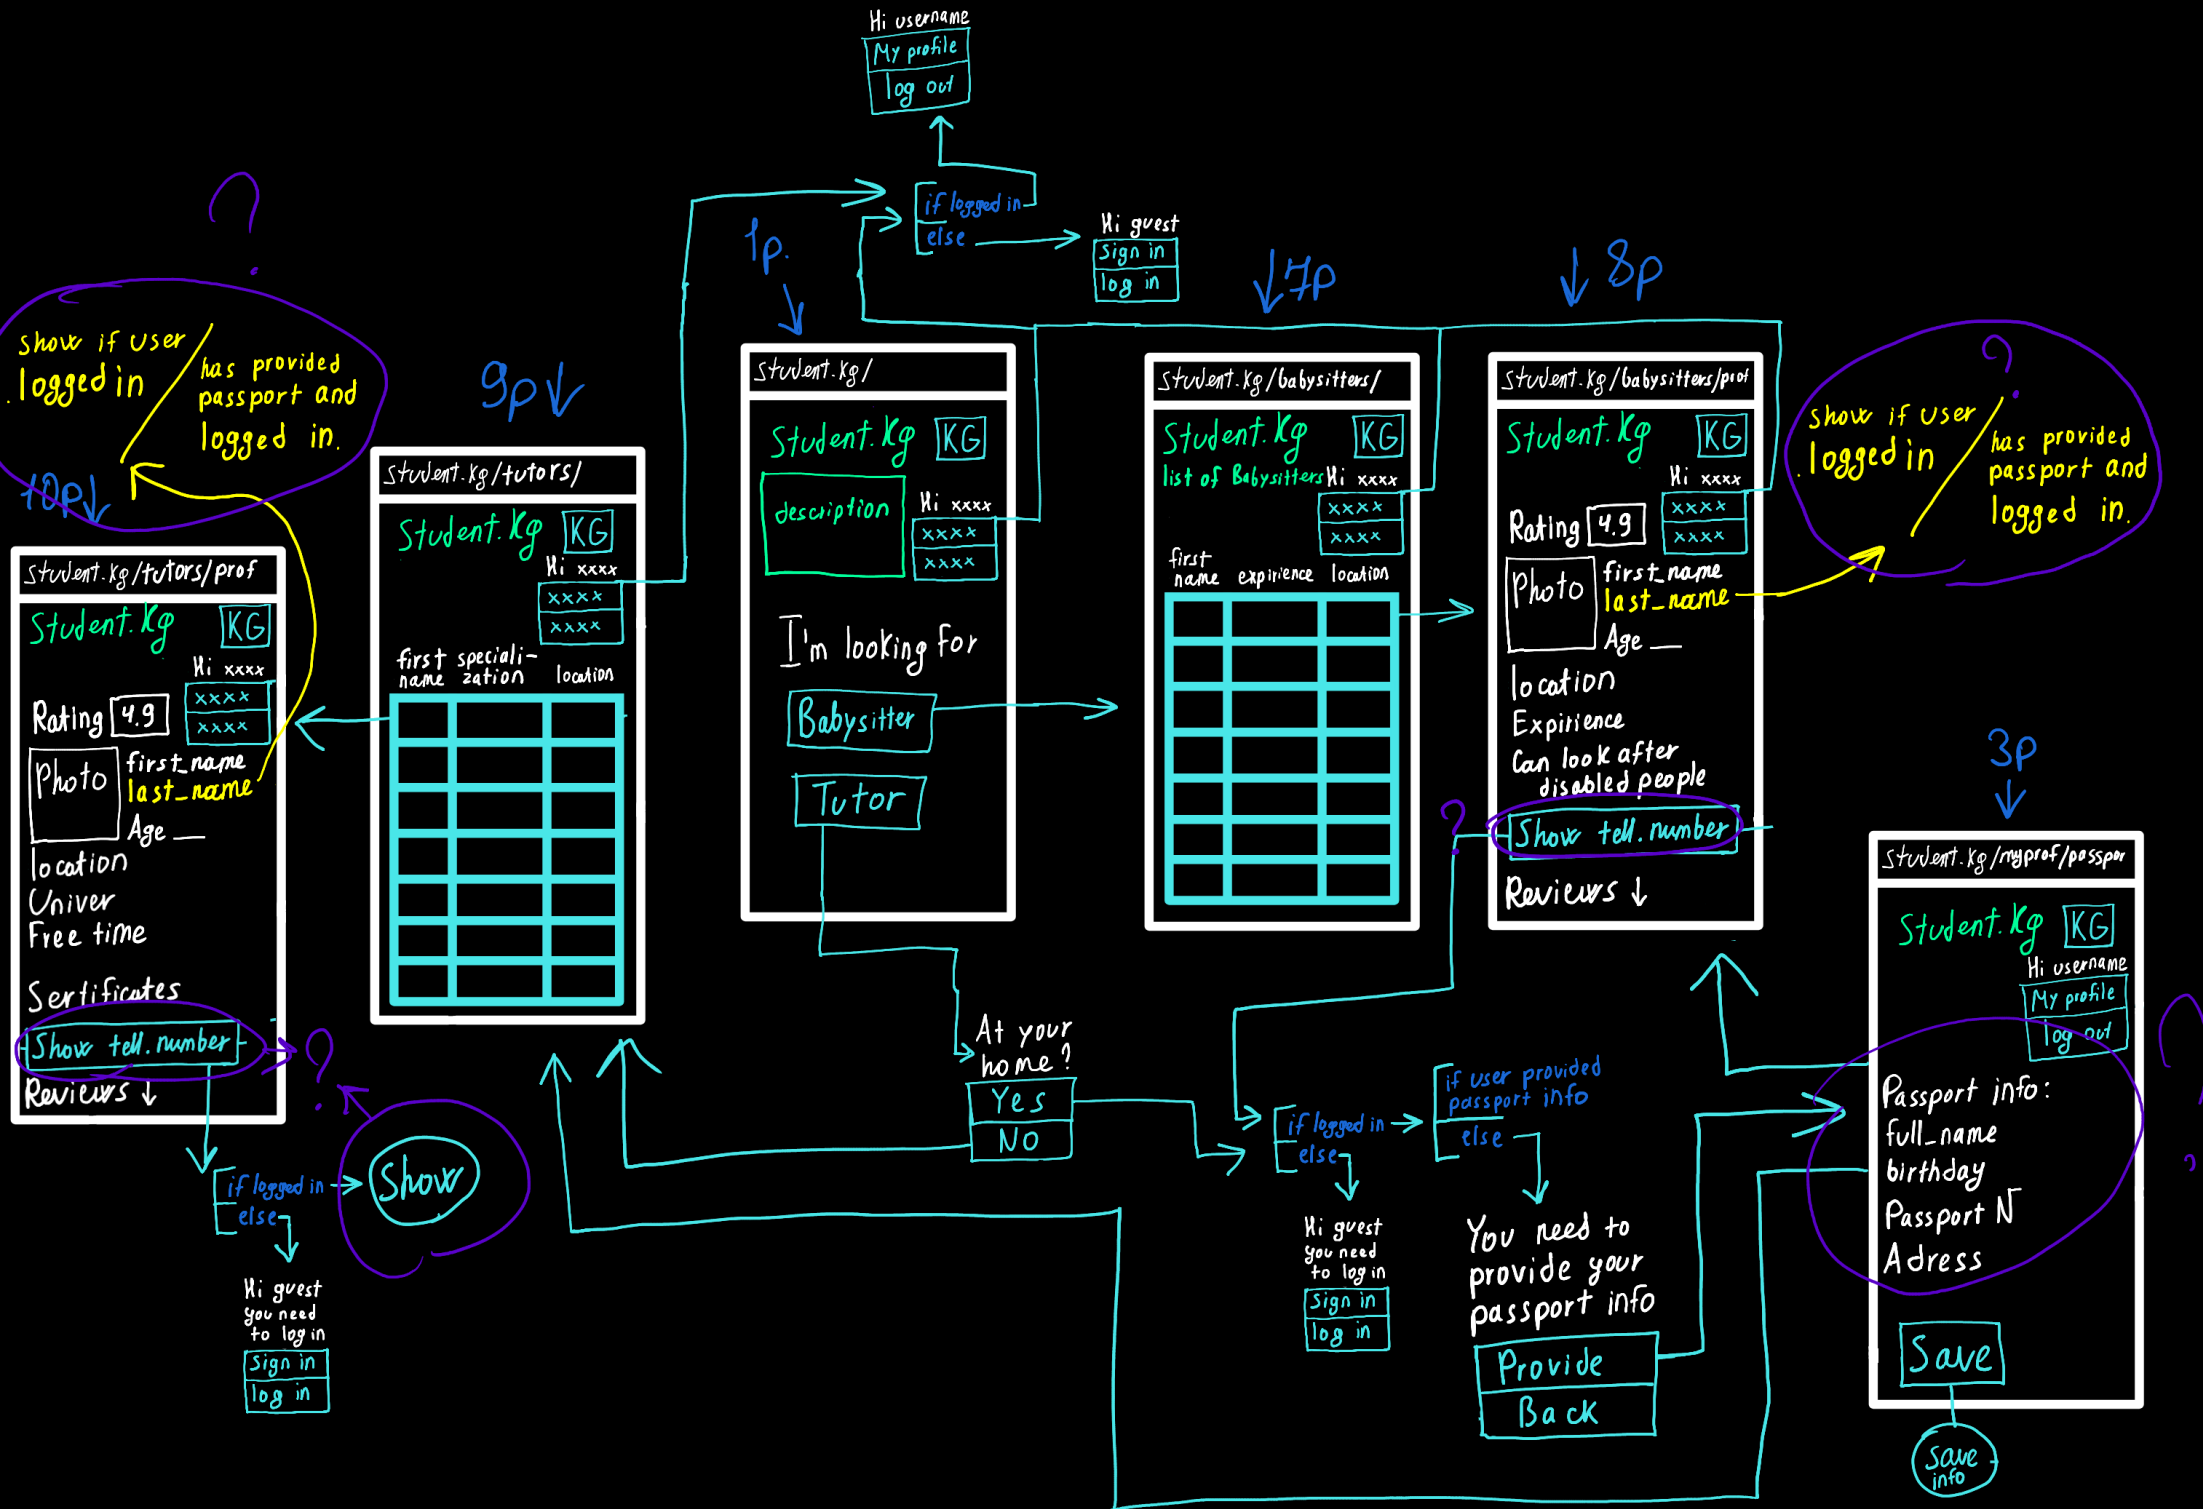 Hi username
My profile
log out
if logged in
else
Hi guest
Sign in
log in
?
show if user
logged in
has provided
passport and
logged in.
10p
student.kg/tutors/prof
Student.Kg
KG
Hi xxxx
xxxx
xxxx
Rating 4.9
Photo
first_name
last_name
Age __
location
Univer
Free time
Sertificates
Show tell.number
?
Reviews
if logged in
else
Show
Hi guest
you need
to log in
Sign in
log in
9p
student.kg/tutors/
Student.Kg
KG
Hi xxxx
xxxx
xxxx
first
name
speciali-
zation
location
1p.
student.kg/
Student.Kg
KG
description
Hi xxxx
xxxx
xxxx
I'm looking for
Babysitter
Tutor
At your
home?
Yes
NO
7p
student.kg/babysitters/
Student.Kg
KG
list of Babysitters
Hi xxxx
xxxx
xxxx
first
name
expirience
location
8p
student.kg/babysitters/prof
Student.Kg
KG
Hi xxxx
xxxx
xxxx
Rating 4.9
Photo
first_name
last_name
Age __
location
Expirience
Can look after
disabled people
?
Show tell.number
Reviews
?
show if user
logged in
has provided
passport and
logged in.
if logged in
else
Hi guest
you need
to log in
Sign in
log in
if user provided
passport info
else
You need to
provide your
passport info
Provide
Back
3p
student.kg/myprof/passpor
Student.Kg
KG
Hi username
My profile
log out
?
Passport info:
full_name
birthday
Passport N
Adress
Save
Save
info